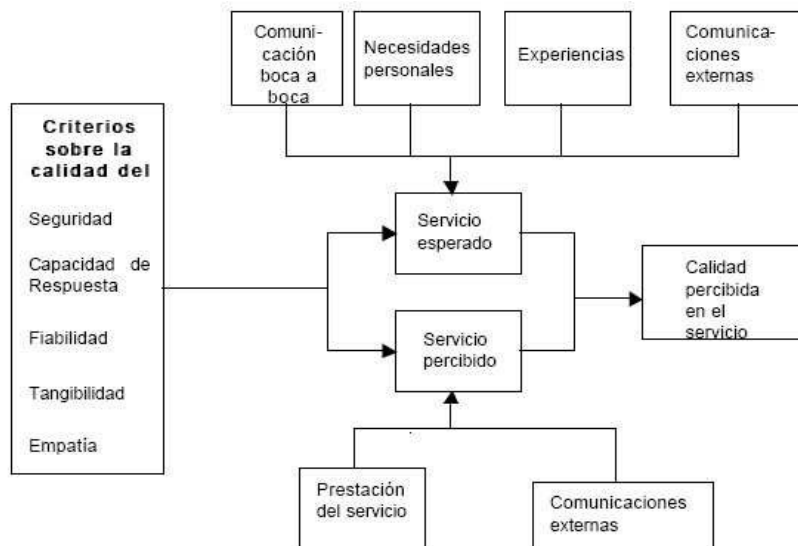 Comuni-
cación
boca a
boca
Necesidades
personales
Experiencias
Comunica-
ciones
externas
Criterios
sobre la
calidad del
Seguridad
Capacidad de
Respuesta
Fiabilidad
Tangibilidad
Empatía
Servicio
esperado
Servicio
percibido
Calidad
percibida
en el
servicio
Prestación
del servicio
Comunicaciones
externas